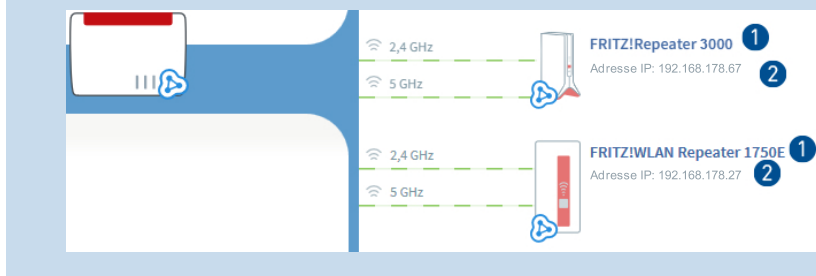 2,4 GHz
FRITZ!Repeater 3000 1
Adresse IP: 192.168.178.67 2
5 GHz
2,4 GHz
FRITZ!WLAN Repeater 1750E 1
Adresse IP: 192.168.178.27 2
5 GHz